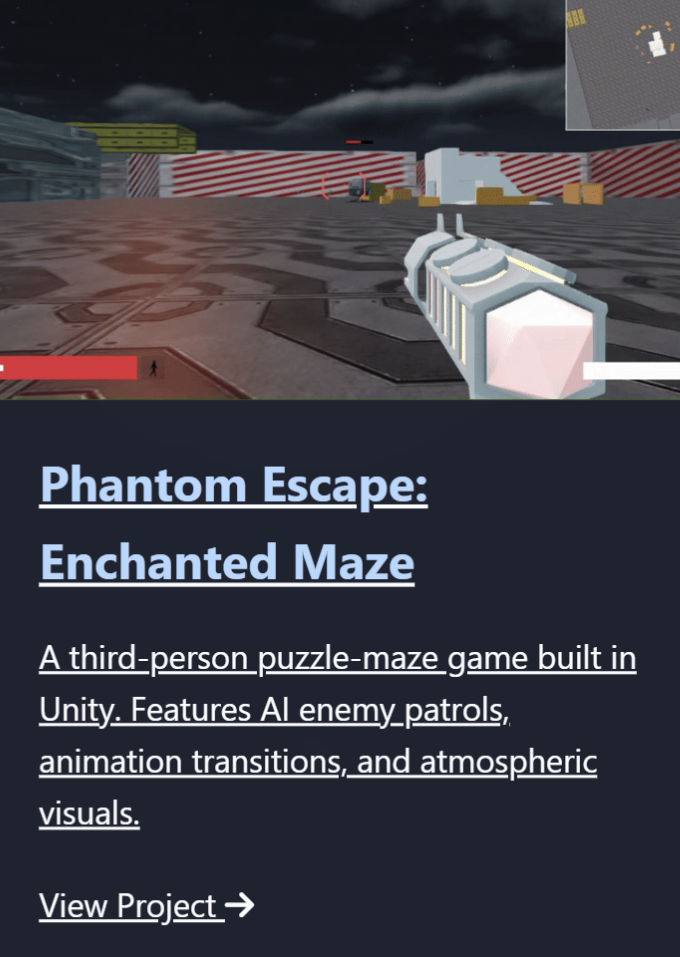 Phantom Escape:
Enchanted Maze
A third-person puzzle-maze game built in
Unity. Features AI enemy patrols,
animation transitions, and atmospheric
visuals.
View Project →